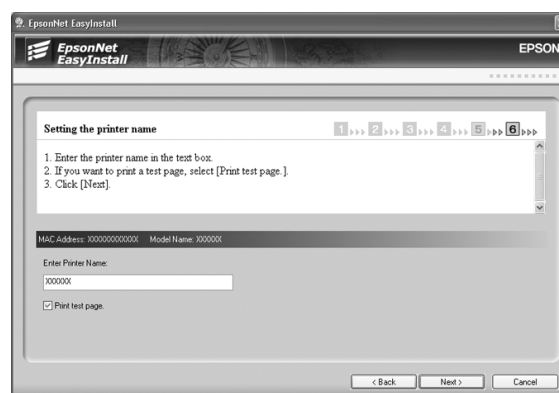 EpsonNet EasyInstall
EpsonNet
EasyInstall
EPSON
Setting the printer name
1 2 3 4 5 6
1. Enter the printer name in the text box.
2. If you want to print a test page, select [Print test page.].
3. Click [Next].
MAC Address: XXXXXXXXXXXX Model Name: XXXXXX
Enter Printer Name:
XXXXXX
Print test page.
< Back
Next >
Cancel